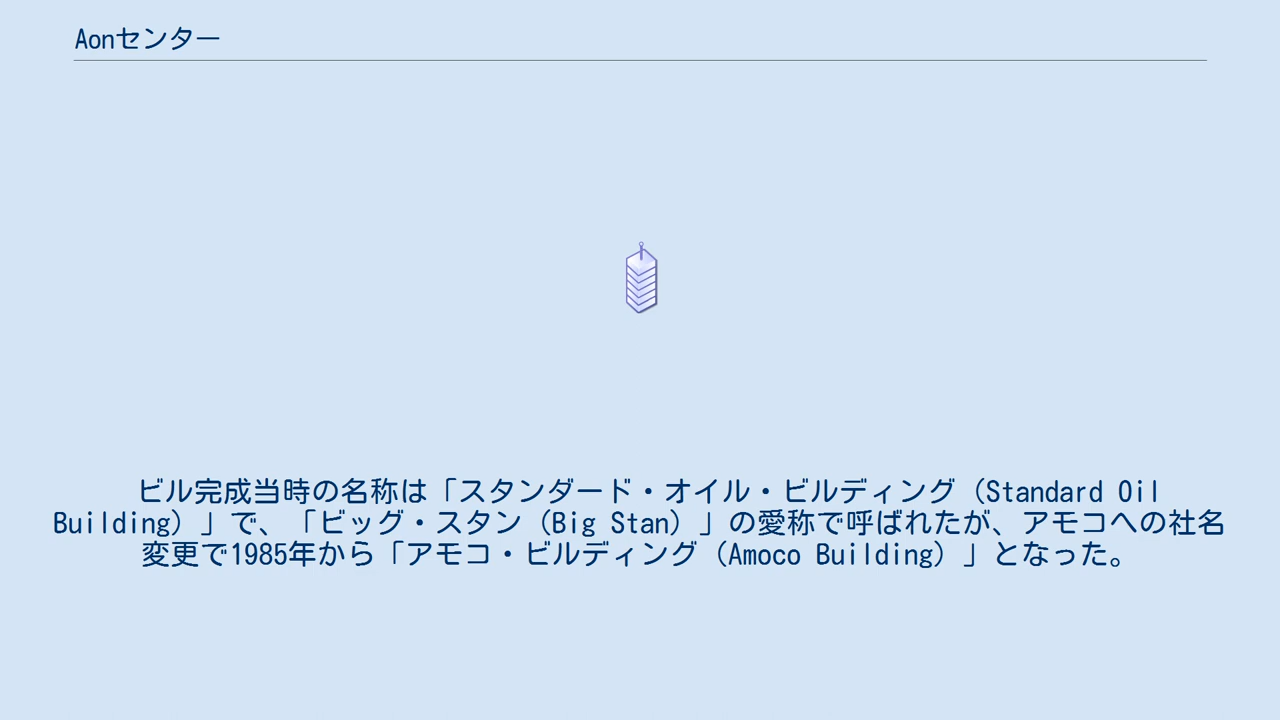 Aonセンター
ビル完成当時の名称は「スタンダード・オイル・ビルディング（Standard Oil
Building）」で、「ビッグ・スタン（Big Stan）」の愛称で呼ばれたが、アモコへの社名
変更で1985年から「アモコ・ビルディング（Amoco Building）」となった。